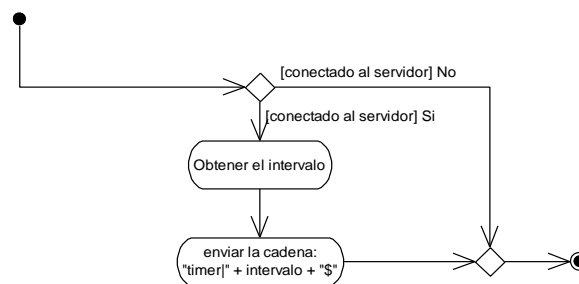 [conectado al servidor] No
[conectado al servidor] Si
Obtener el intervalo
enviar la cadena:
"timer|" + intervalo + "$"